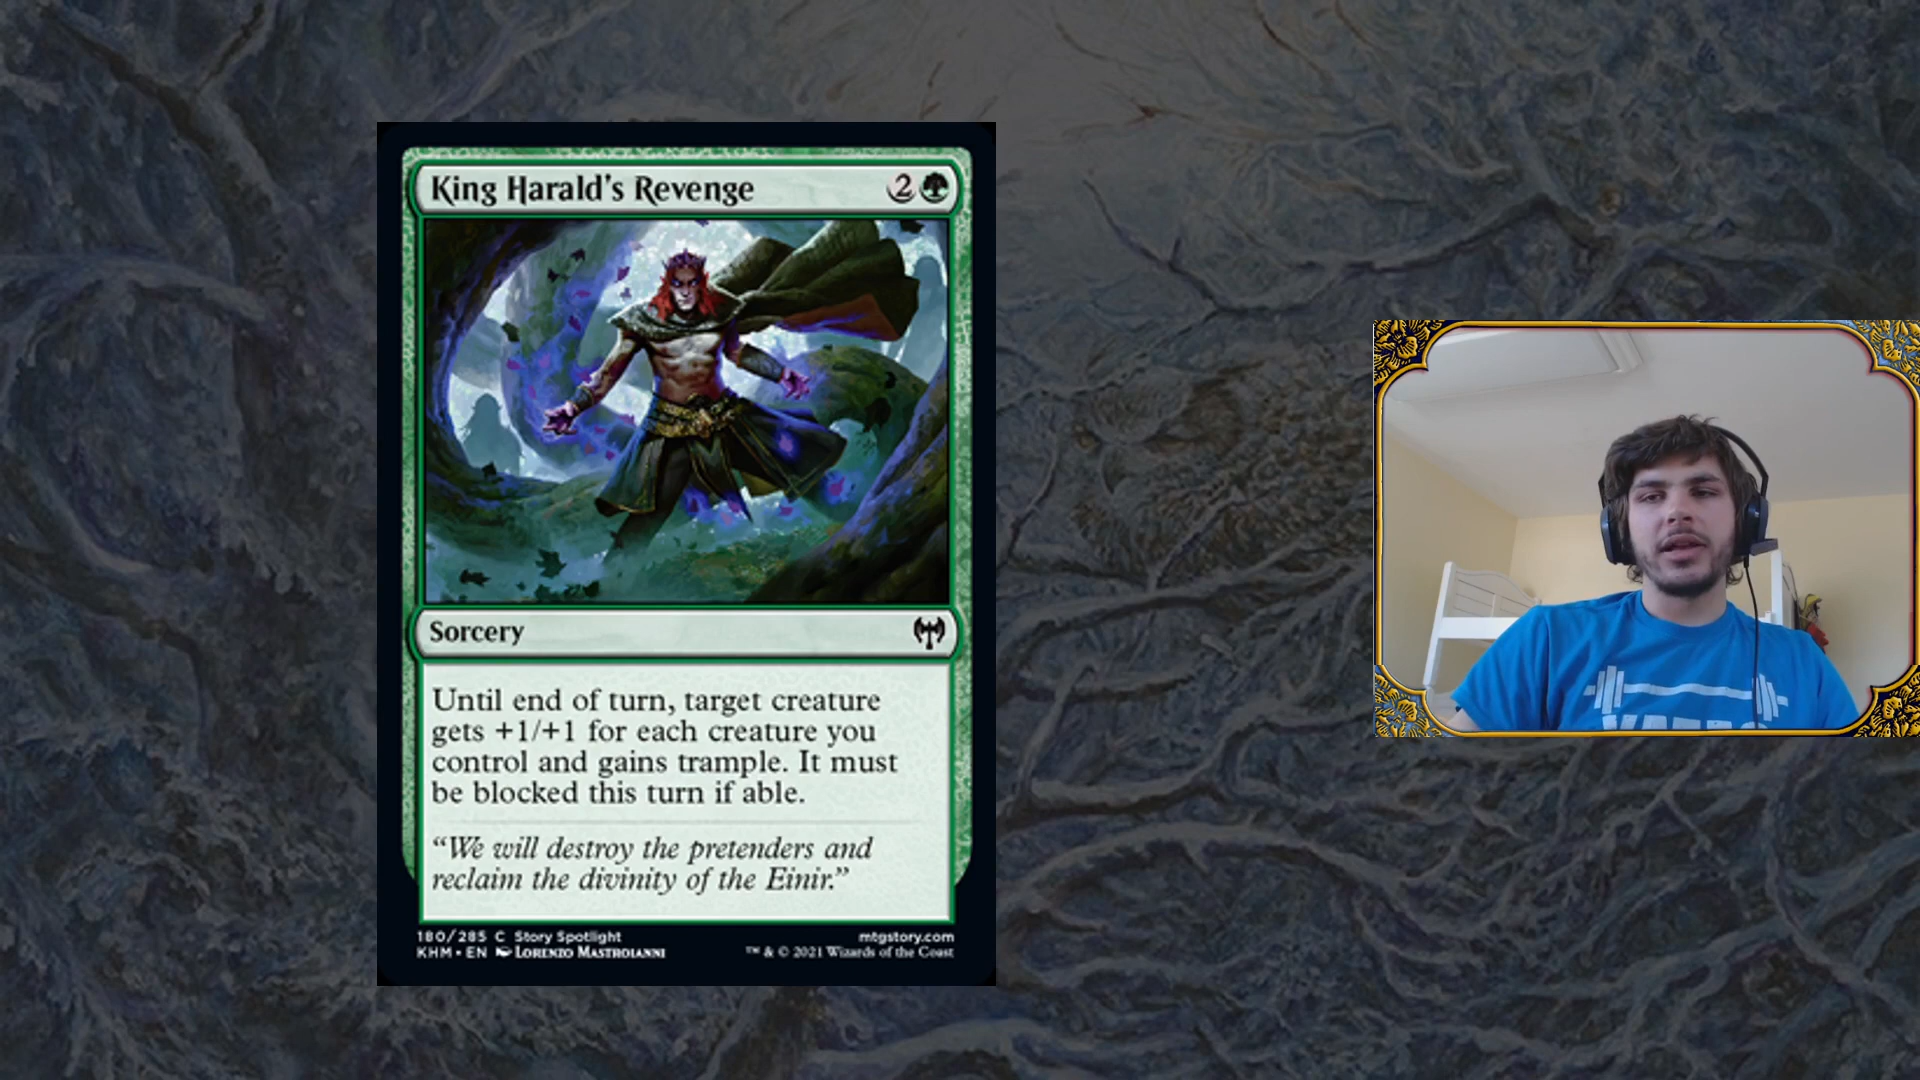 King Harald's Revenge
2
Sorcery
Until end of turn, target creature
gets +1/+1 for each creature you
control and gains trample. It must
be blocked this turn if able.
"We will destroy the pretenders and
reclaim the divinity of the Einir."
180/285 C Story Spotlight
mtgstory.com
KHM • EN Lorenzo Mastroianni
™ & © 2021 Wizards of the Coast